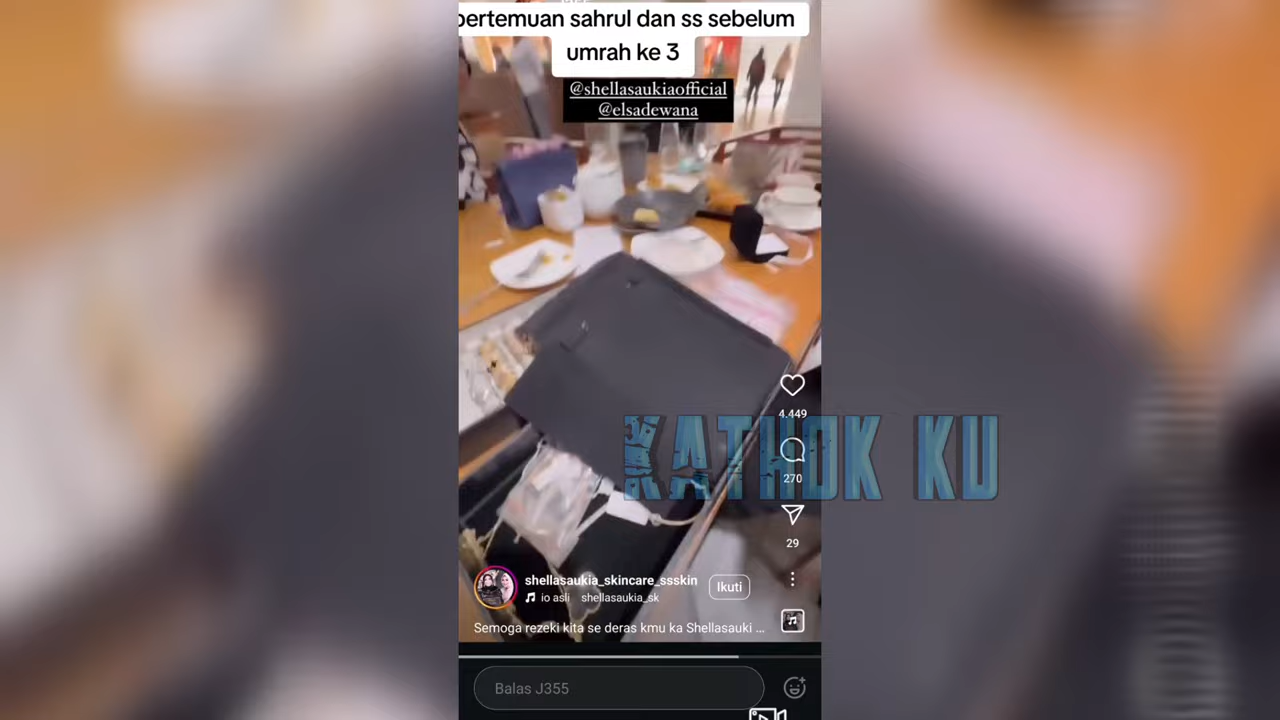 pertemuan sahrul dan ss sebelum
umrah ke 3
@shellasaukiaofficial
@elsadewana
4.449
KATHOK KU
270
29
shellasaukia_skincare_ssskin
Ikuti
io asli shellasaukia_sk
Semoga rezeki kita se deras kmu ka Shellasauki ...
Balas J355